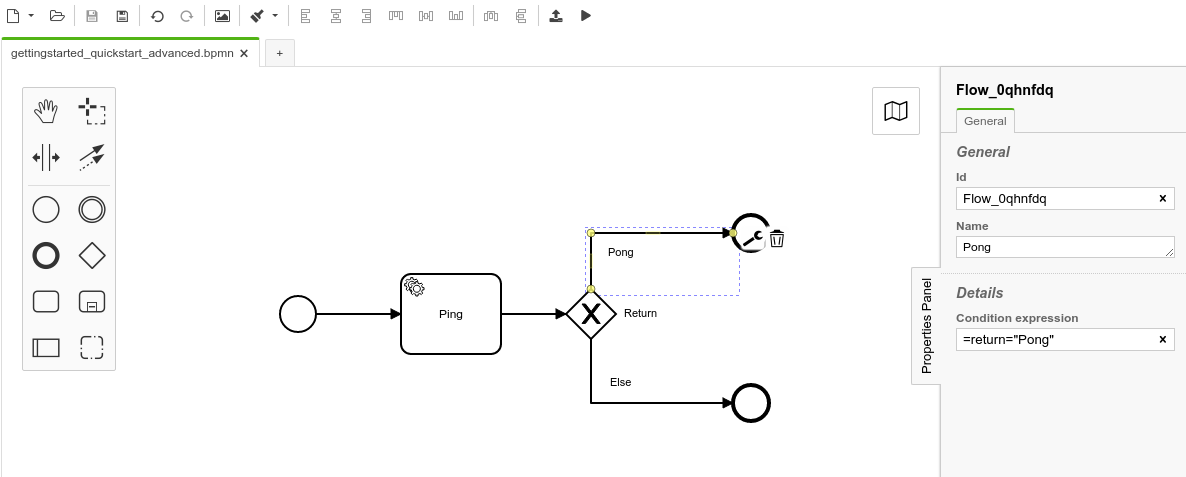 gettingstarted_quickstart_advanced.bpmn ×
+
Flow_0qhnfdq
General
General
Id
Flow_0qhnfdq ×
Name
Pong
Details
Condition expression
=return="Pong" ×
Properties Panel
Pong
Ping
Return
Else